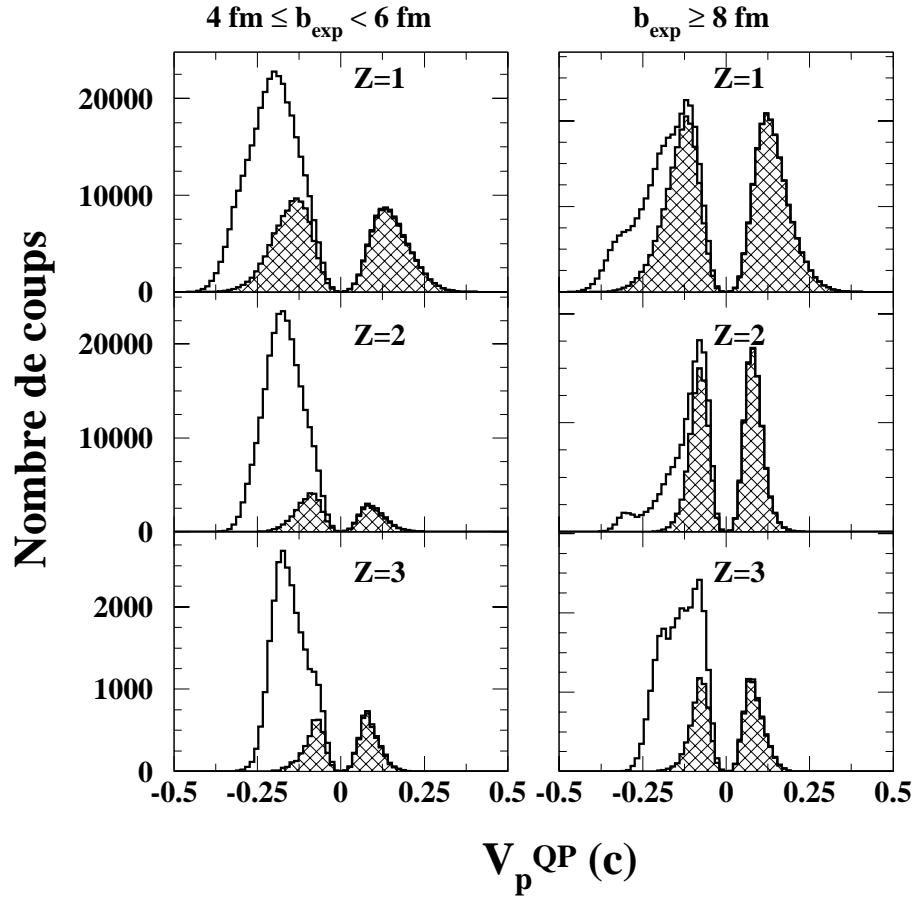 4 fm ≤ b_exp < 6 fm
b_exp ≥ 8 fm
Nombre de coups
Z=1
Z=1
20000
10000
0
Z=2
Z=2
20000
10000
0
Z=3
Z=3
2000
1000
0
-0.5 -0.25 0 0.25 0.5
-0.5 -0.25 0 0.25 0.5
V_p^QP (c)